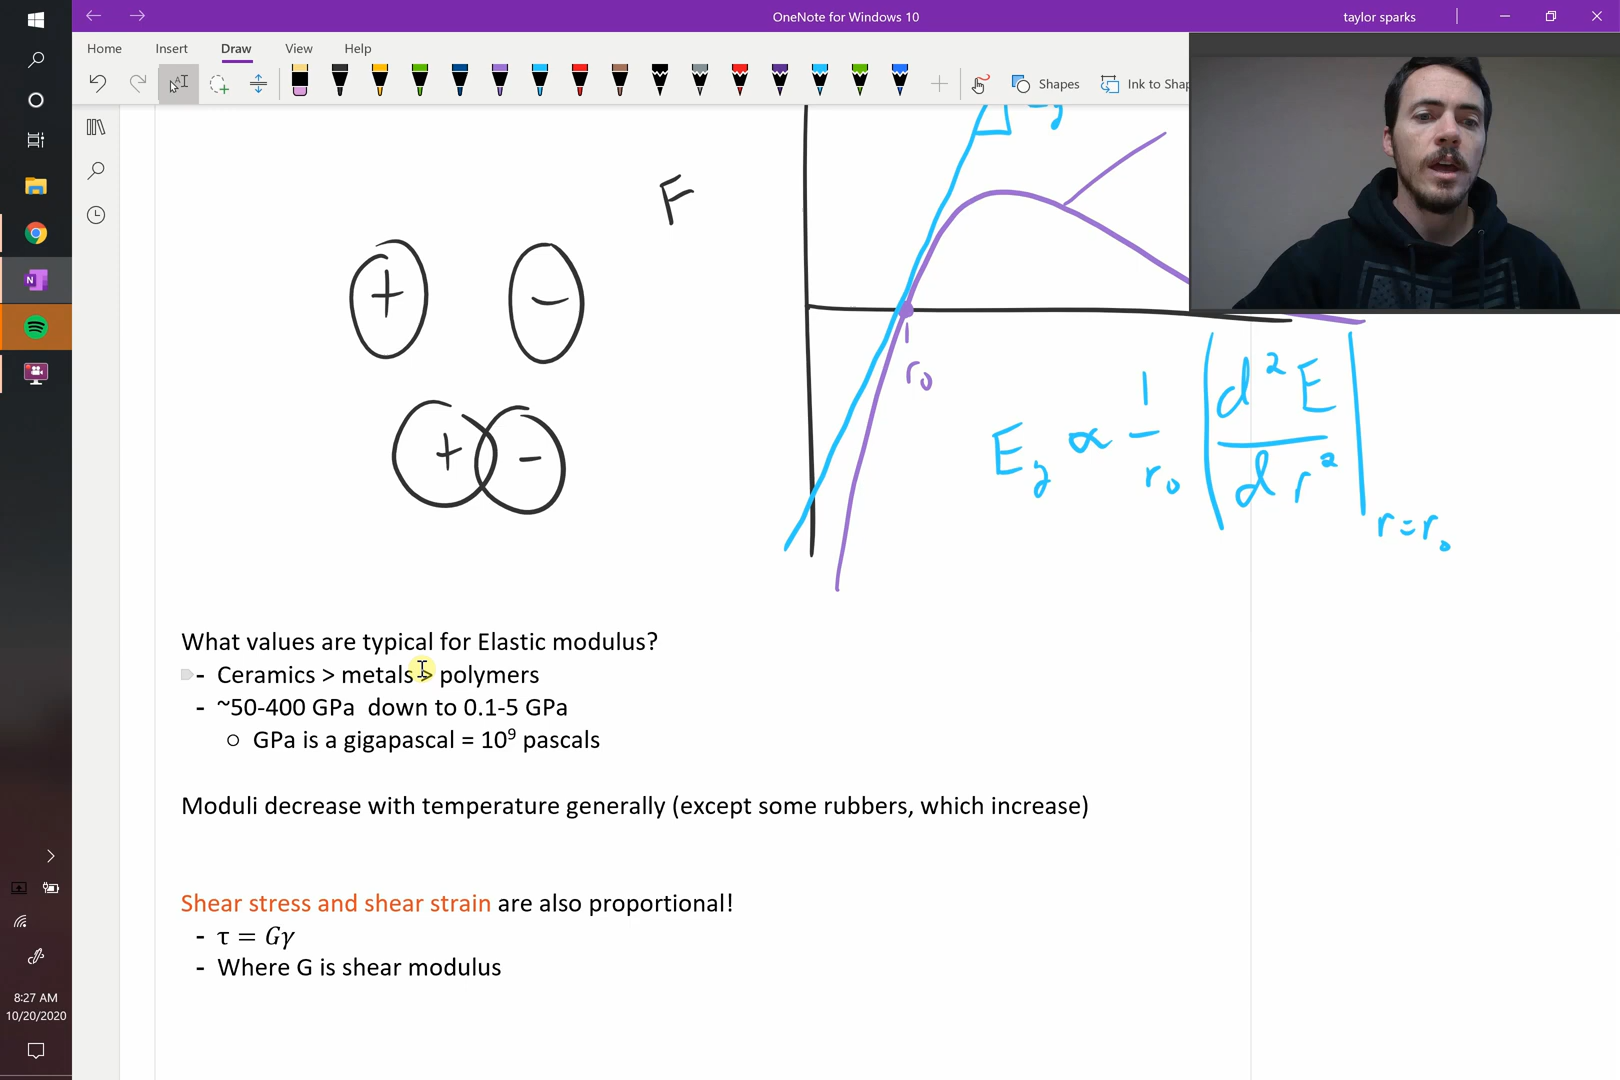 OneNote for Windows 10
taylor sparks
Home Insert Draw View Help
Shapes
Ink to Shap
F
+ −
+ -
r₀
E_y ∝ 1/r₀ |d²E/dr²| r=r₀
What values are typical for Elastic modulus?
- Ceramics > metals > polymers
- ~50-400 GPa down to 0.1-5 GPa
○ GPa is a gigapascal = 10⁹ pascals
Moduli decrease with temperature generally (except some rubbers, which increase)
Shear stress and shear strain are also proportional!
- τ = Gγ
- Where G is shear modulus
8:27 AM
10/20/2020